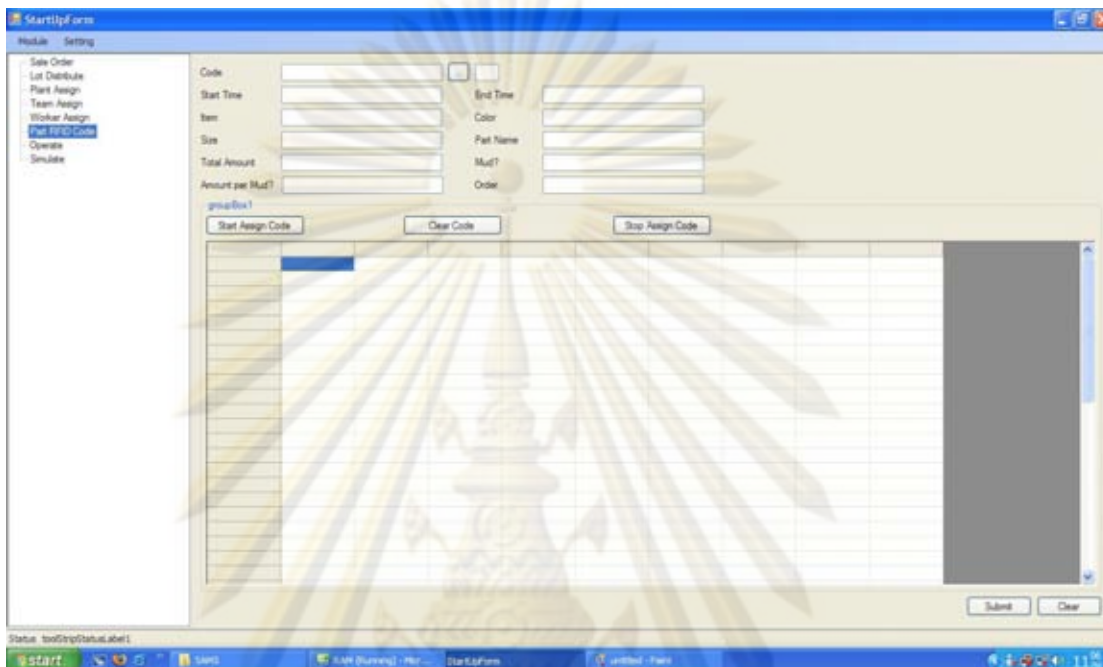 StartUpForm
Module Setting
Sale Order
Lot Distribute
Plant Assign
Team Assign
Worker Assign
Part RFID Code
Operate
Simulate
Code ...
Start Time End Time
Item Color
Size Part Name
Total Amount Mud?
Amount per Mud? Order
groupBox1
Start Assign Code Clear Code Stop Assign Code
Submit Clear
Status toolStripStatusLabel1
start StartUpForm untitled - Paint